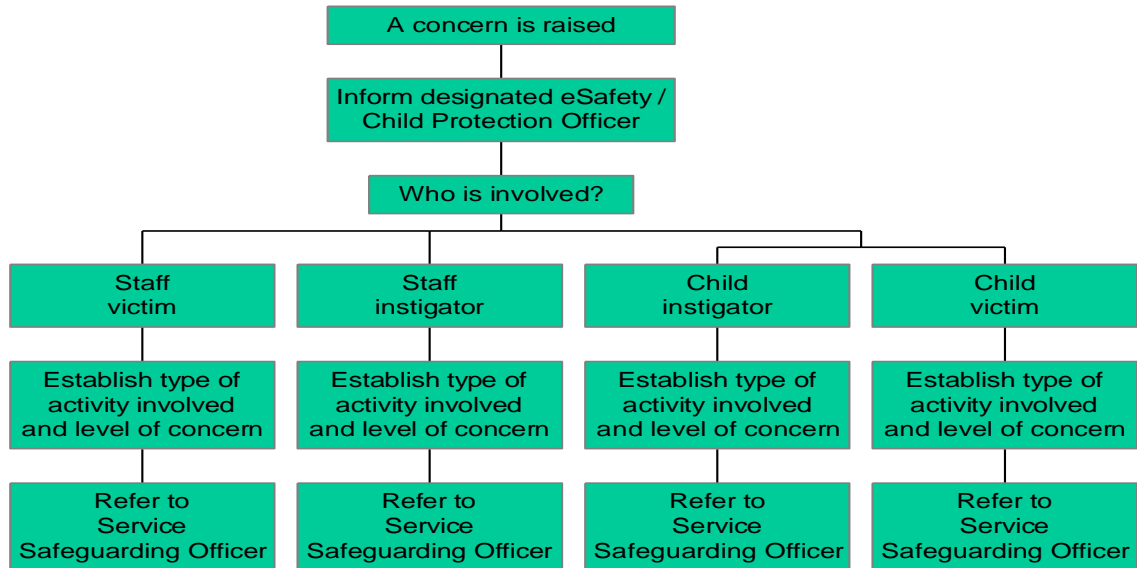 A concern is raised
Inform designated eSafety /
Child Protection Officer
Who is involved?
Staff
victim
Staff
instigator
Child
instigator
Child
victim
Establish type of
activity involved
and level of concern
Establish type of
activity involved
and level of concern
Establish type of
activity involved
and level of concern
Establish type of
activity involved
and level of concern
Refer to
Service
Safeguarding Officer
Refer to
Service
Safeguarding Officer
Refer to
Service
Safeguarding Officer
Refer to
Service
Safeguarding Officer